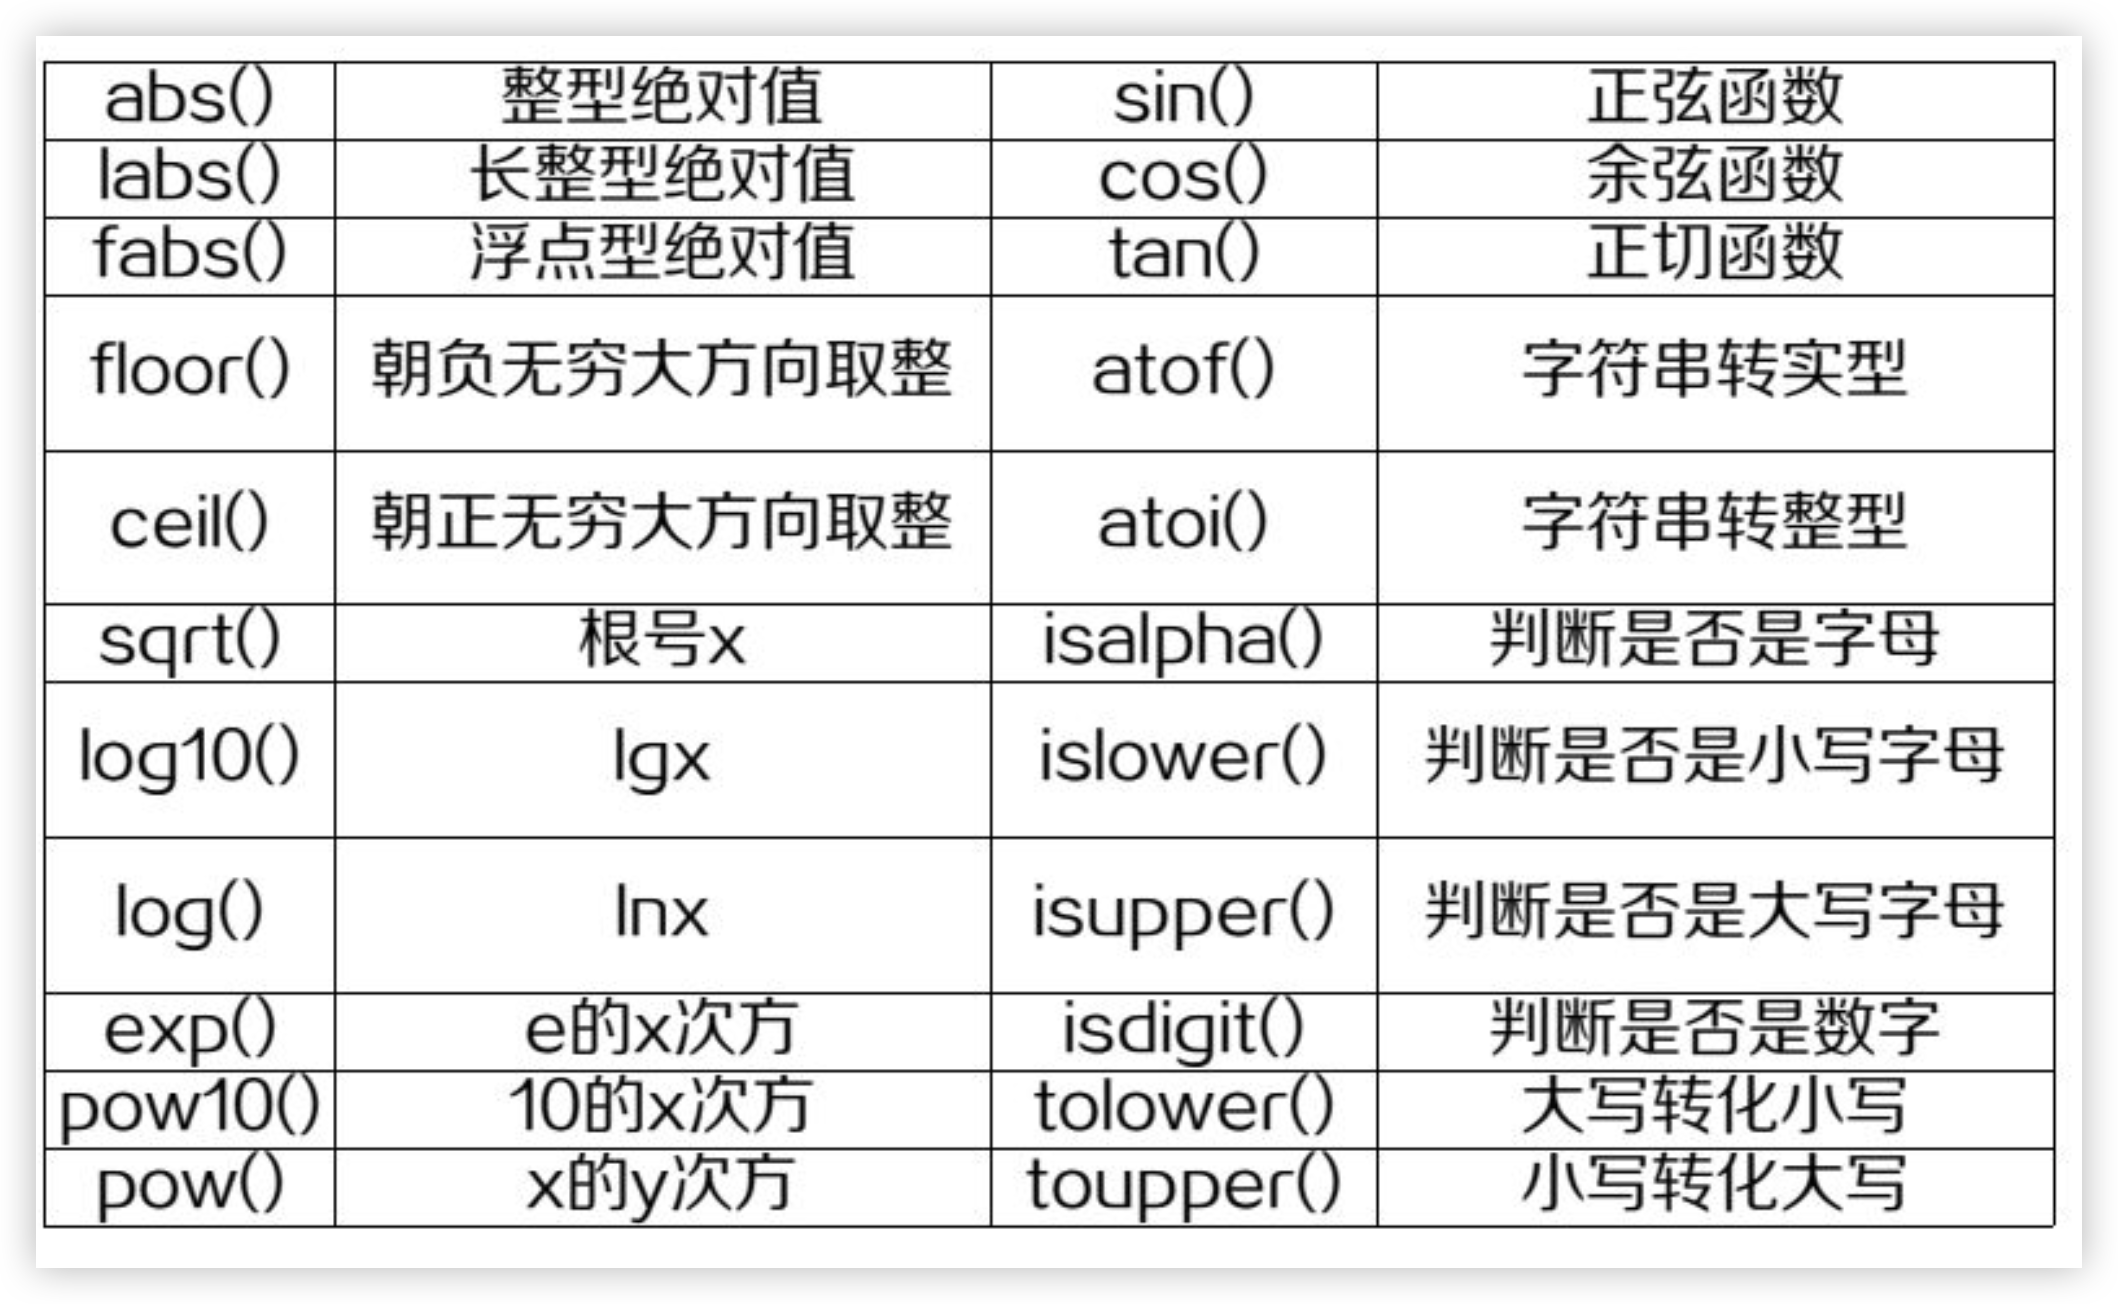 abs() 整型绝对值 sin() 正弦函数
labs() 长整型绝对值 cos() 余弦函数
fabs() 浮点型绝对值 tan() 正切函数
floor() 朝负无穷大方向取整 atof() 字符串转实型
ceil() 朝正无穷大方向取整 atoi() 字符串转整型
sqrt() 根号x isalpha() 判断是否是字母
log10() lgx islower() 判断是否是小写字母
log() lnx isupper() 判断是否是大写字母
exp() e的x次方 isdigit() 判断是否是数字
pow10() 10的x次方 tolower() 大写转化小写
pow() x的y次方 toupper() 小写转化大写